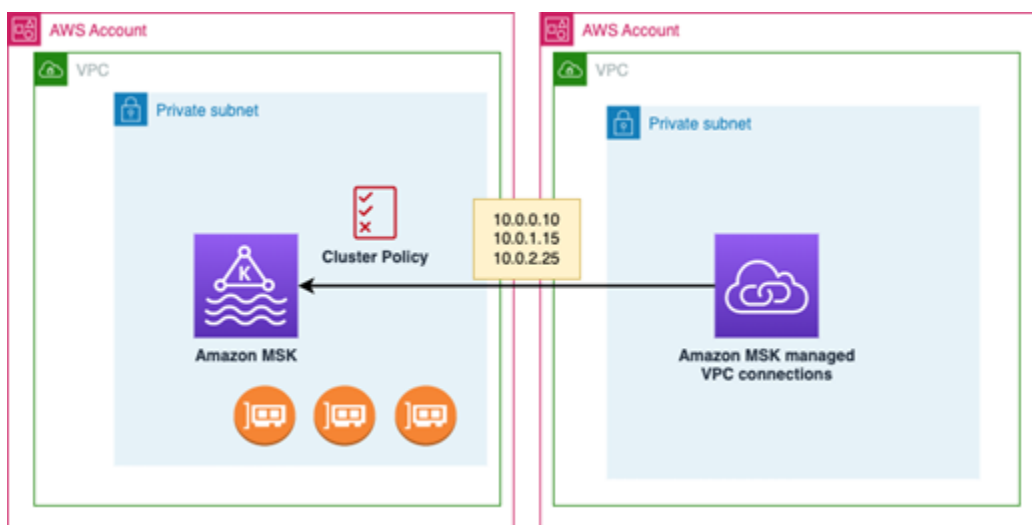 AWS Account
VPC
Private subnet
Cluster Policy
K
Amazon MSK
10.0.0.10
10.0.1.15
10.0.2.25
AWS Account
VPC
Private subnet
Amazon MSK managed
VPC connections